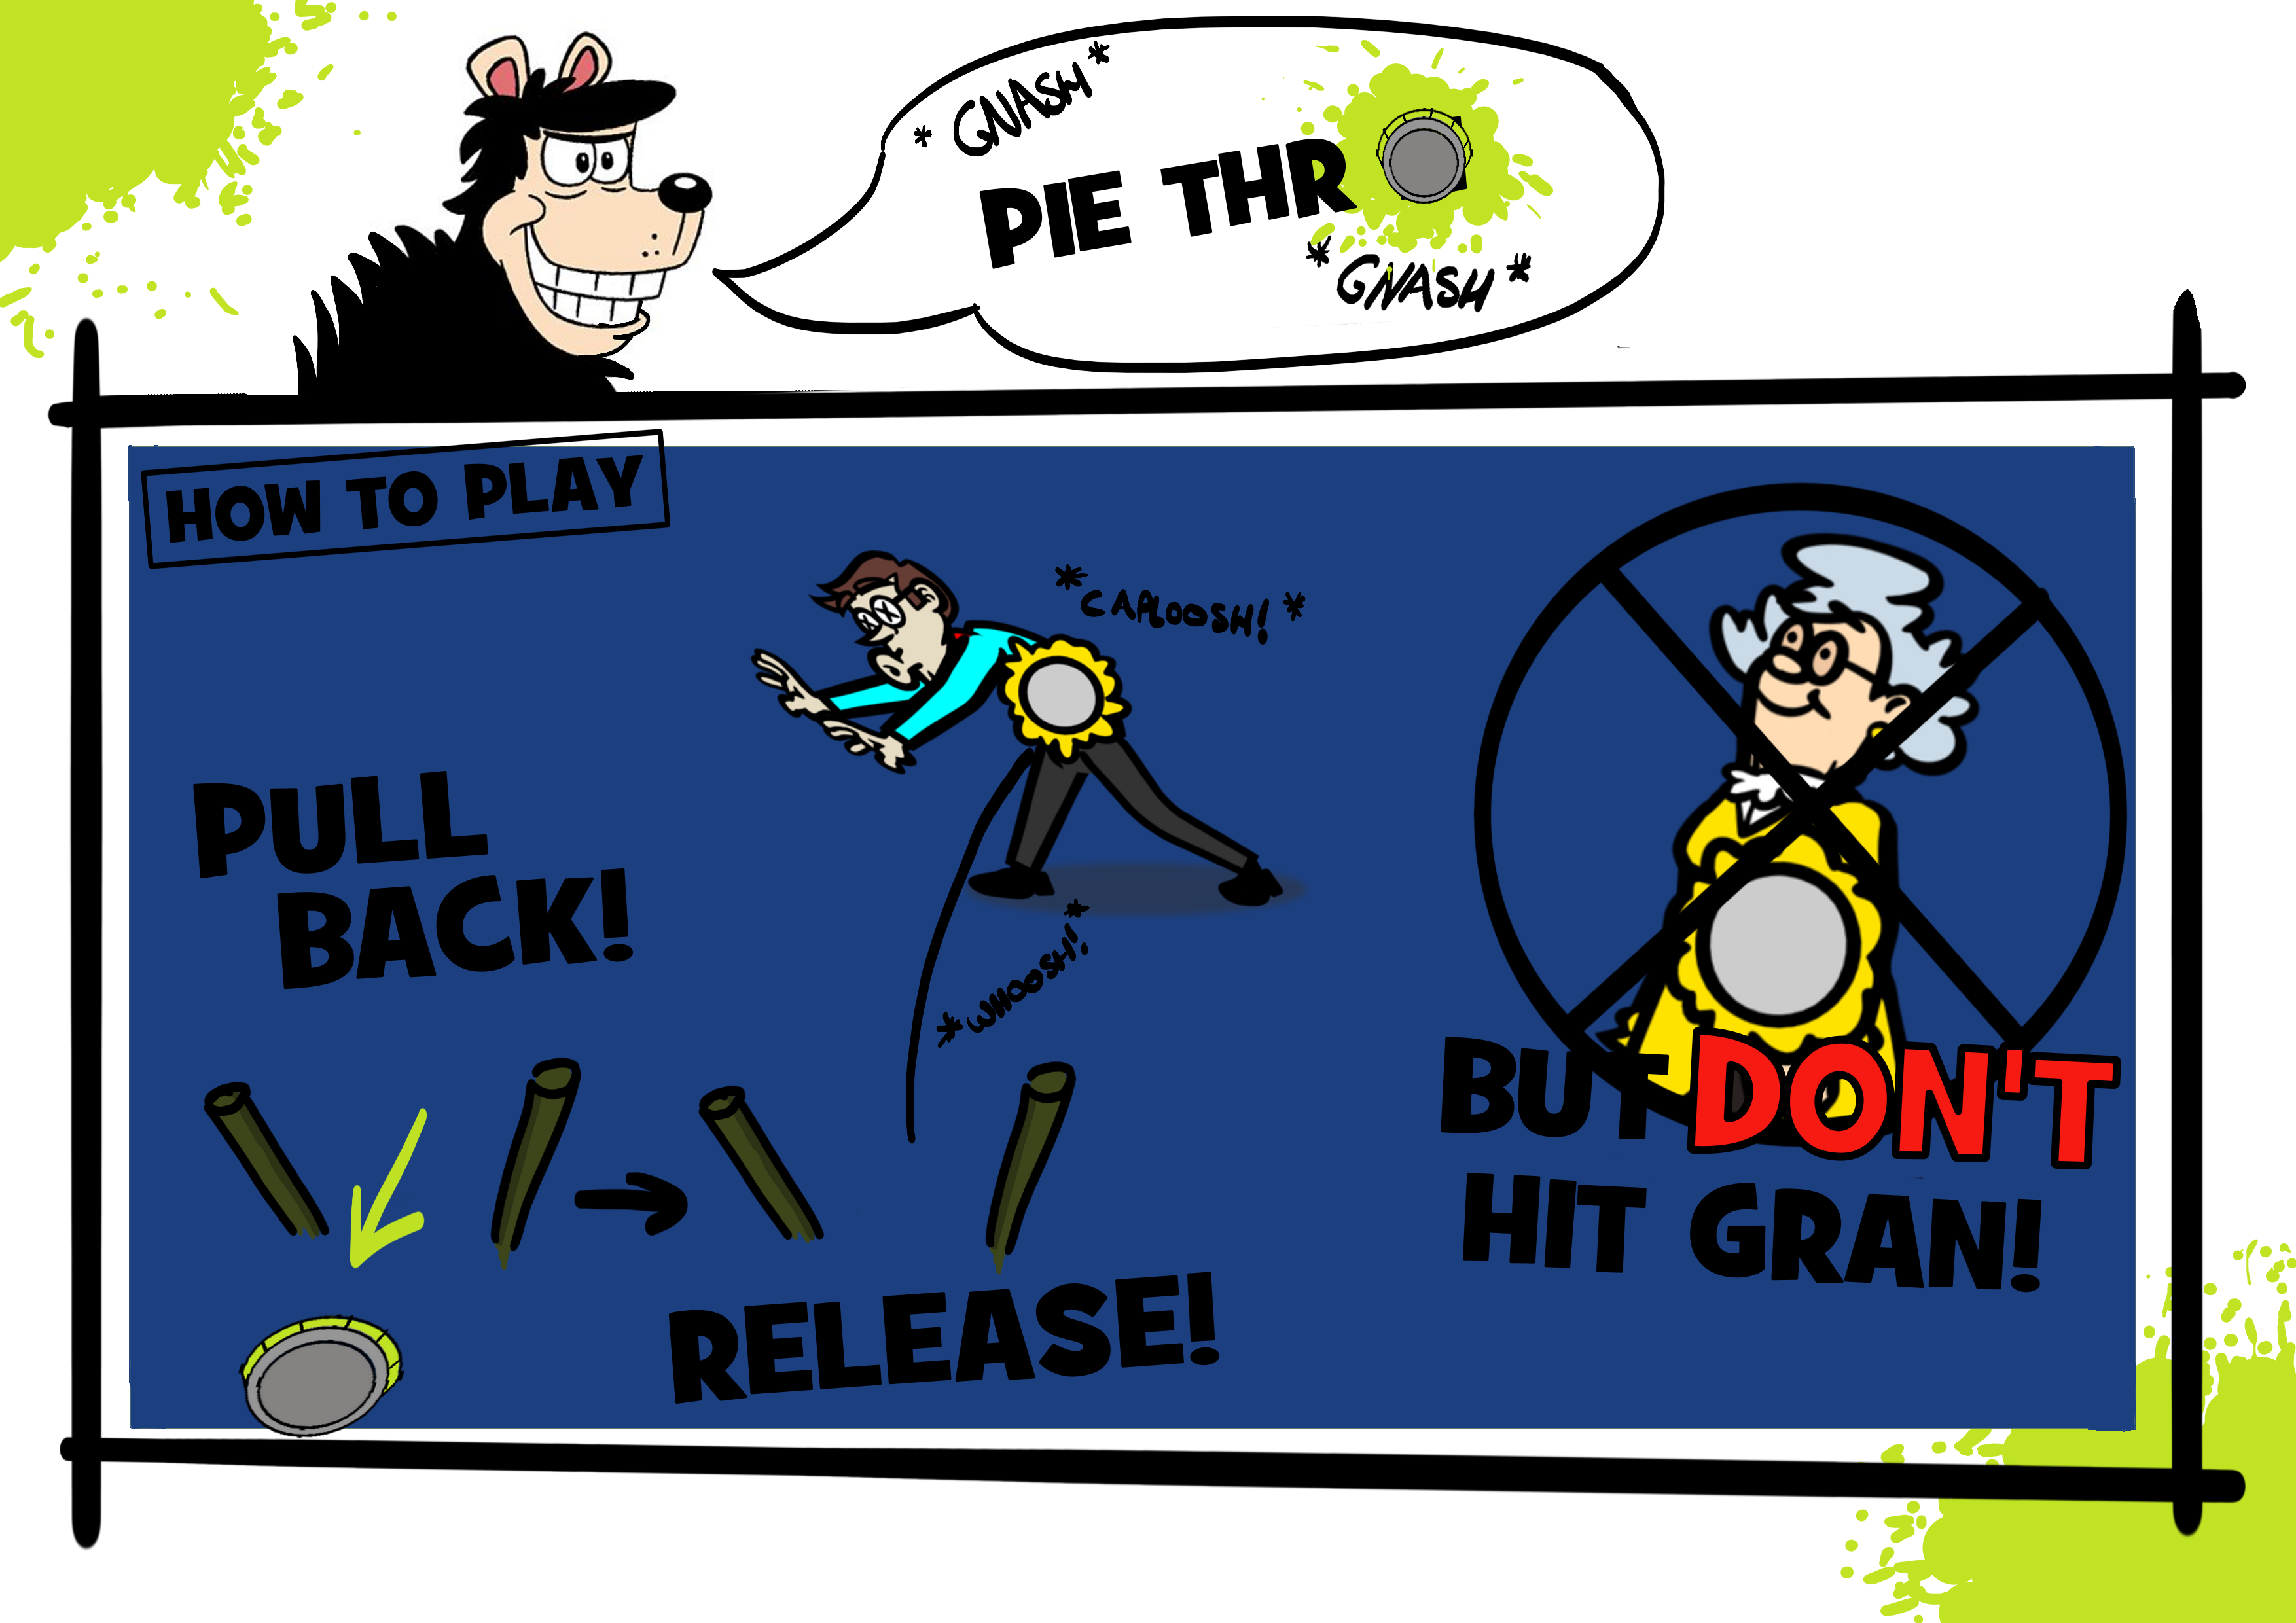 *GNASH*
PIE THR
*GNASH*
HOW TO PLAY
*CAPLOOSH!*
PULL
BACK!
*WHOOSH!*
BUT DON'T
HIT GRAN!
RELEASE!